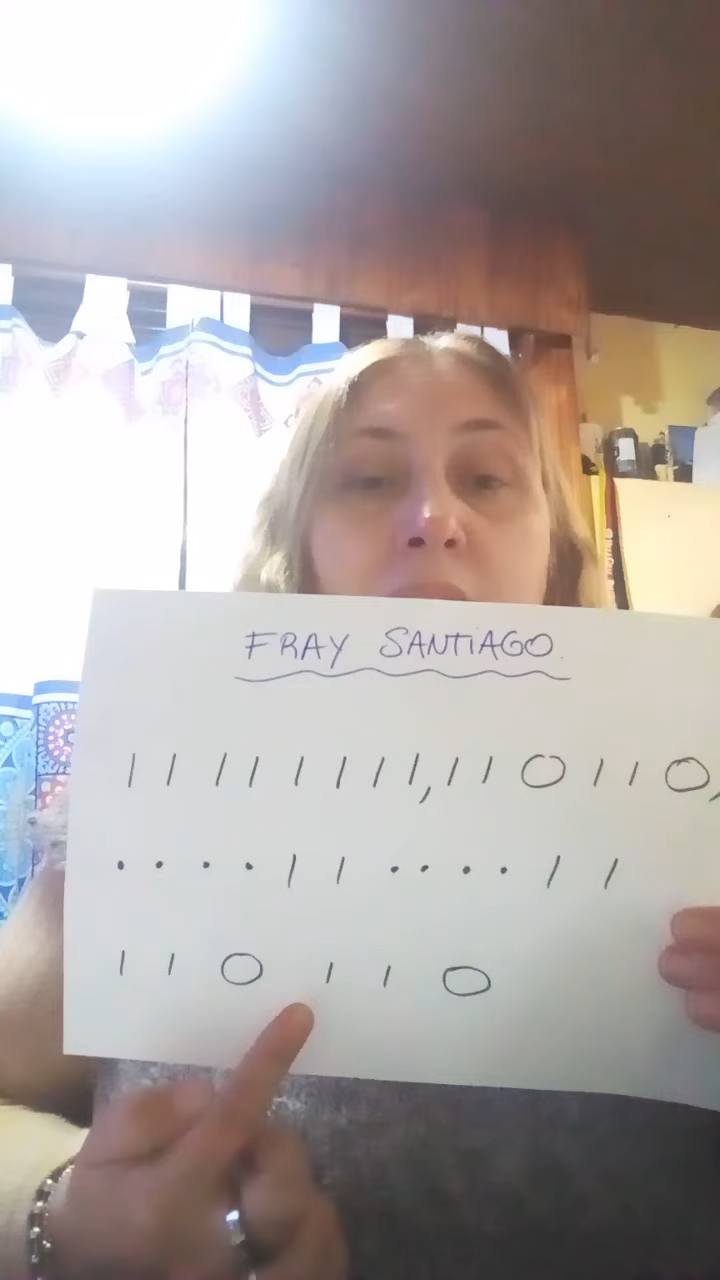 FRAY SANTiAGO.
| | | | | | | |, | | O | | O,
. . . . | | . . . . | |
| | O | | O